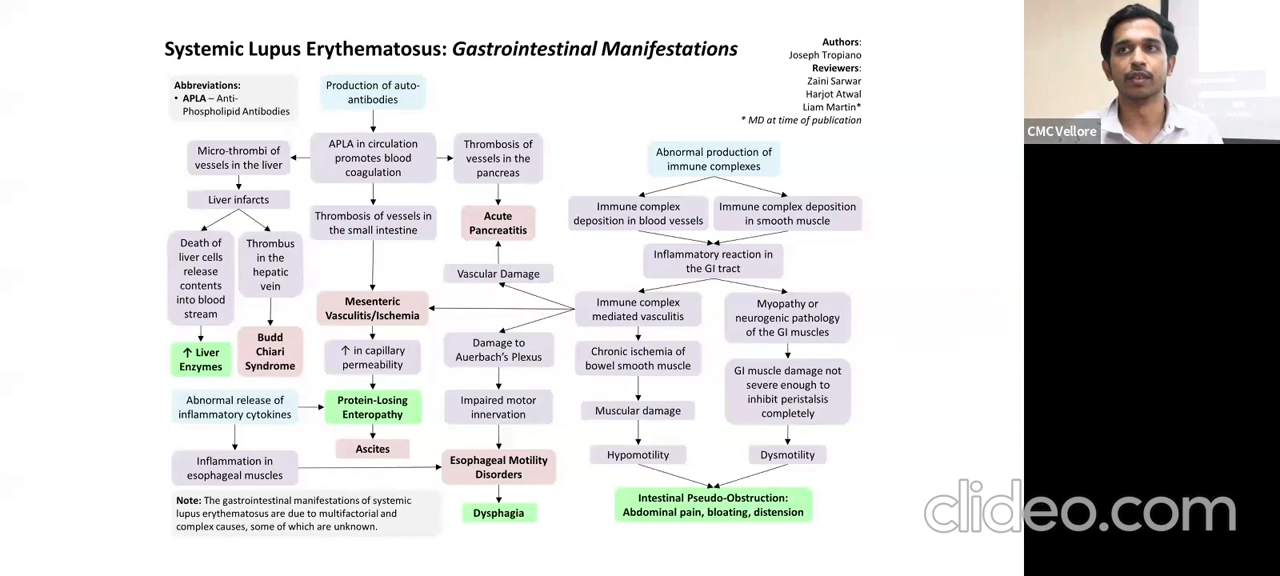 Systemic Lupus Erythematosus: Gastrointestinal Manifestations
Authors:
Joseph Tropiano
Reviewers:
Zaini Sarwar
Harjot Atwal
Liam Martin*
* MD at time of publication
Abbreviations:
• APLA – Anti-
Phospholipid Antibodies
Production of auto-
antibodies
Micro-thrombi of
vessels in the liver
APLA in circulation
promotes blood
coagulation
Thrombosis of
vessels in the
pancreas
Abnormal production of
immune complexes
Liver infarcts
Thrombosis of vessels in
the small intestine
Acute
Pancreatitis
Immune complex
deposition in blood vessels
Immune complex deposition
in smooth muscle
Death of
liver cells
release
contents
into blood
stream
Thrombus
in the
hepatic
vein
Vascular Damage
Inflammatory reaction in
the GI tract
Mesenteric
Vasculitis/Ischemia
Immune complex
mediated vasculitis
Myopathy or
neurogenic pathology
of the GI muscles
↑ Liver
Enzymes
Budd
Chiari
Syndrome
↑ in capillary
permeability
Damage to
Auerbach's Plexus
Chronic ischemia of
bowel smooth muscle
GI muscle damage not
severe enough to
inhibit peristalsis
completely
Abnormal release of
inflammatory cytokines
Protein-Losing
Enteropathy
Impaired motor
innervation
Muscular damage
Ascites
Inflammation in
esophageal muscles
Esophageal Motility
Disorders
Hypomotility
Dysmotility
Note: The gastrointestinal manifestations of systemic
lupus erythematosus are due to multifactorial and
complex causes, some of which are unknown.
Dysphagia
Intestinal Pseudo-Obstruction:
Abdominal pain, bloating, distension
CMC Vellore
clideo.com